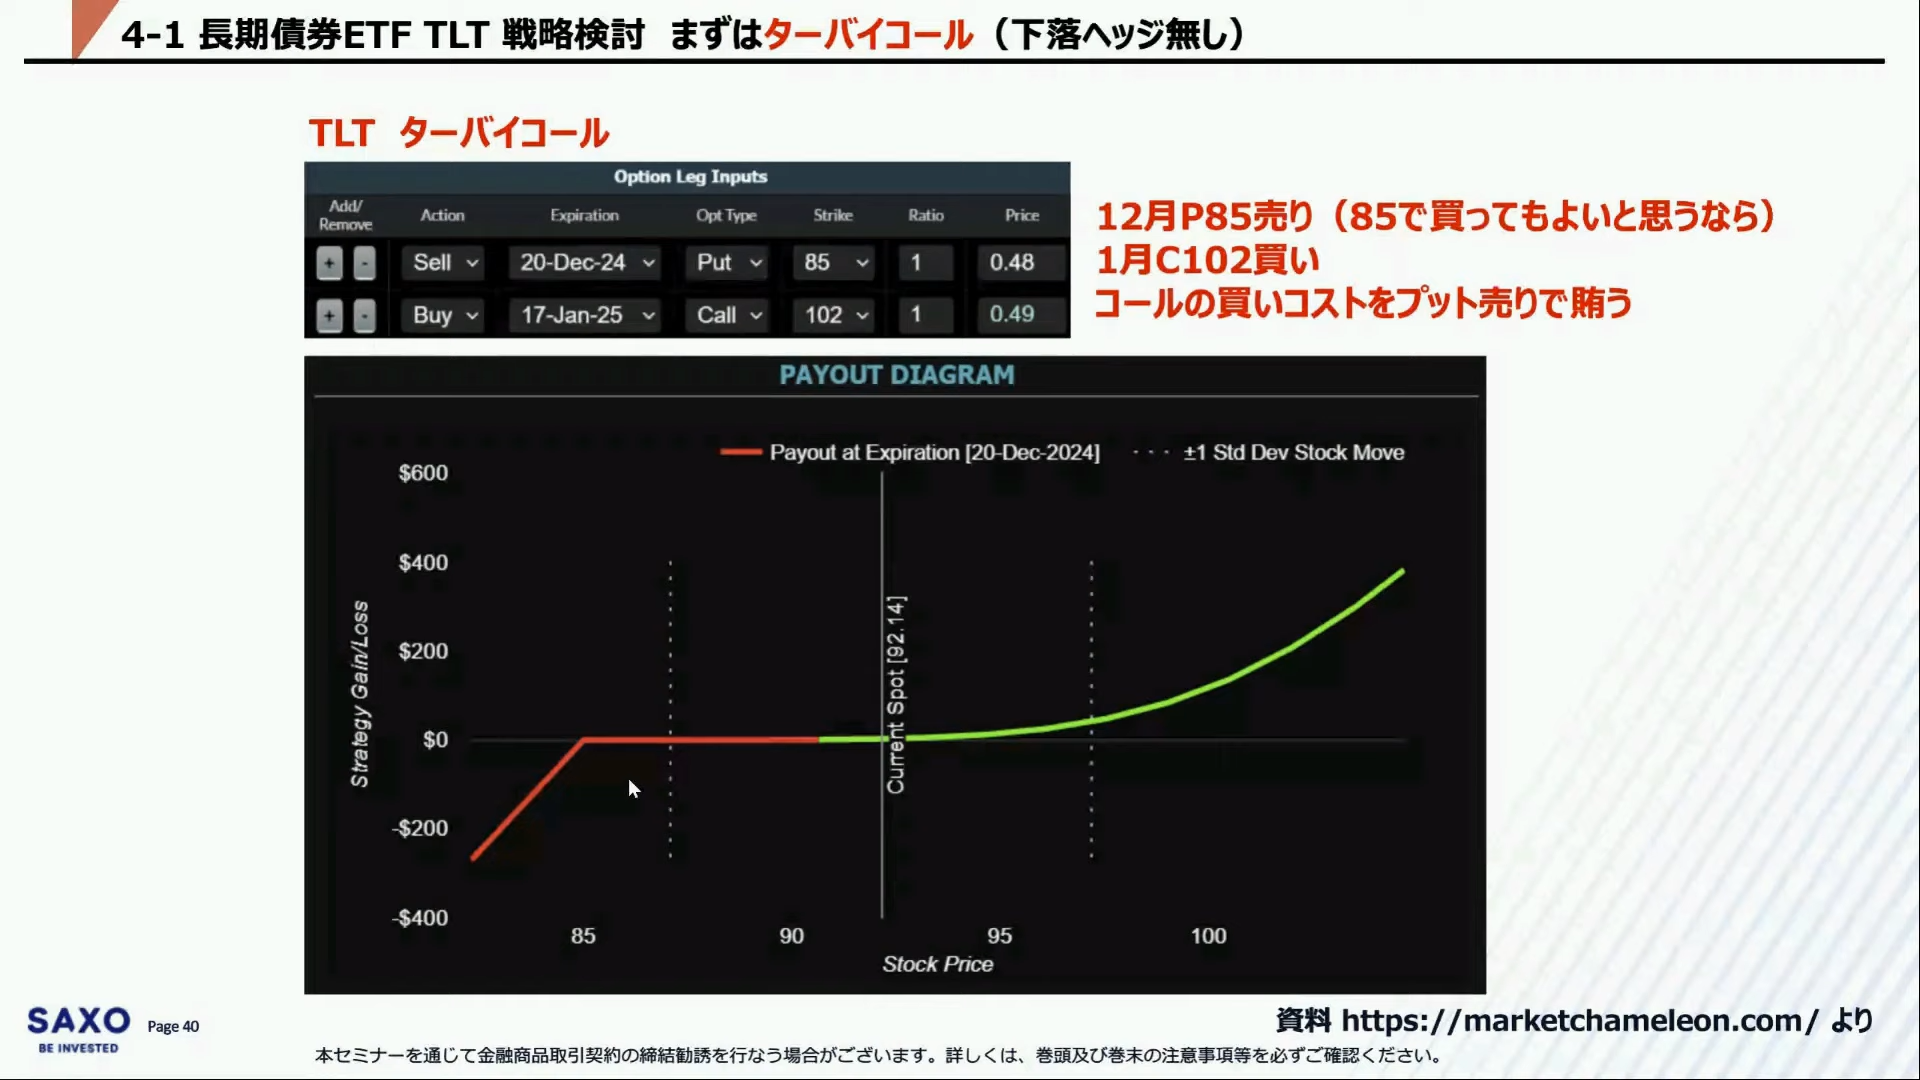 4-1 長期債券ETF TLT 戦略検討 まずはターバイコール（下落ヘッジ無し）
TLT ターバイコール
Option Leg Inputs
Add/
Remove
Action Expiration Opt Type Strike Ratio Price
+ - Sell 20-Dec-24 Put 85 1 0.48
+ - Buy 17-Jan-25 Call 102 1 0.49
12月P85売り（85で買ってもよいと思うなら）
1月C102買い
コールの買いコストをプット売りで賄う
PAYOUT DIAGRAM
Payout at Expiration [20-Dec-2024] ±1 Std Dev Stock Move
$600
$400
$200
$0
-$200
-$400
Strategy Gain/Loss
Current Spot [92.14]
85 90 95 100
Stock Price
SAXO
BE INVESTED
Page 40
資料 https://marketchameleon.com/ より
本セミナーを通じて金融商品取引契約の締結勧誘を行なう場合がございます。詳しくは、巻頭及び巻末の注意事項等を必ずご確認ください。